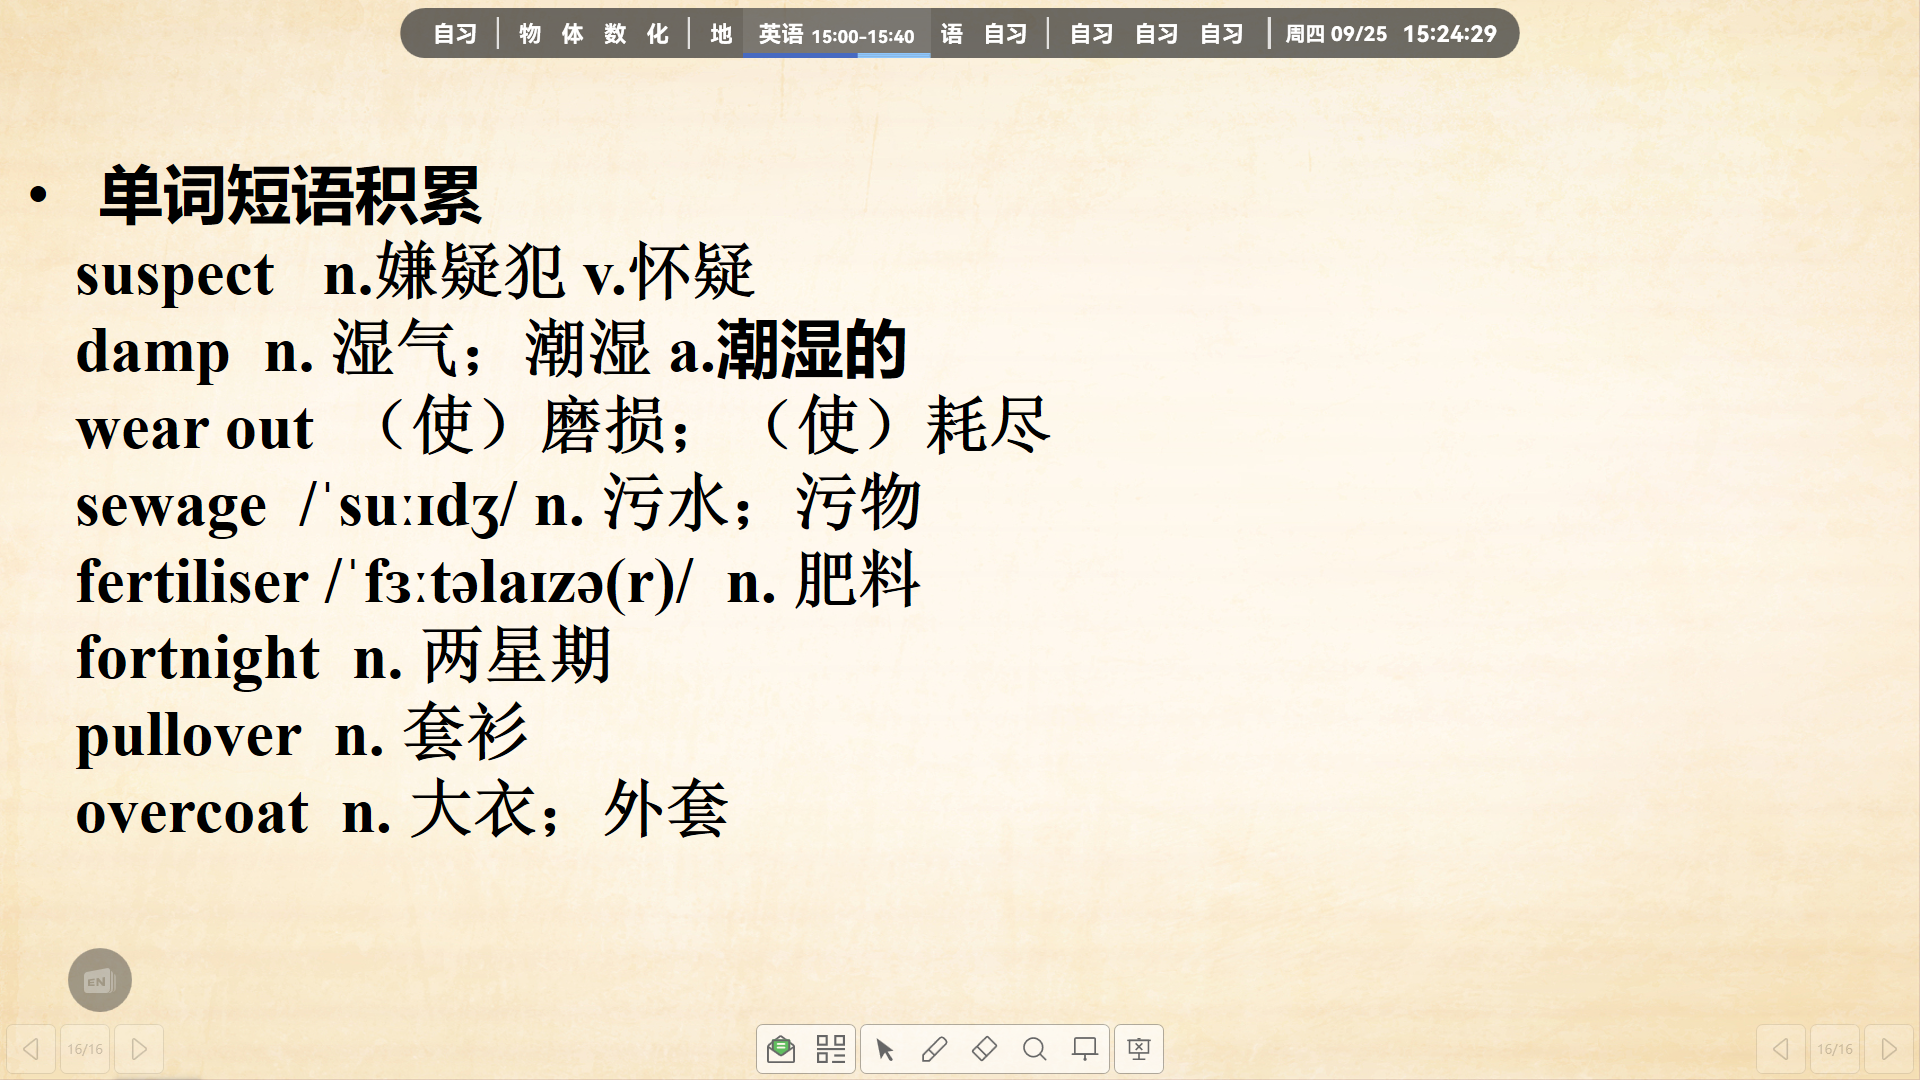 自习 | 物 体 数 化 | 地 英语 15:00-15:40 语 自习 | 自习 自习 自习 | 周四 09/25 15:24:29
• 单词短语积累
suspect n.嫌疑犯 v.怀疑
damp n. 湿气；潮湿 a.潮湿的
wear out （使）磨损；（使）耗尽
sewage /ˈsuːɪdʒ/ n. 污水；污物
fertiliser /ˈfɜːtəlaɪzə(r)/ n. 肥料
fortnight n. 两星期
pullover n. 套衫
overcoat n. 大衣；外套
EN
16/16 16/16